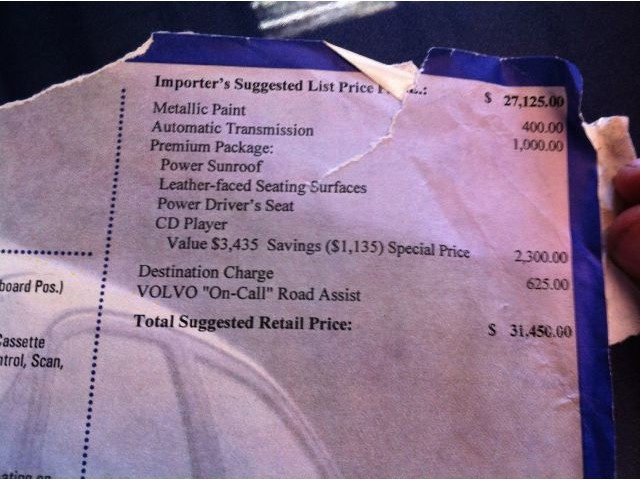 Importer's Suggested List Price $ 27,125.00
Metallic Paint 400.00
Automatic Transmission 1,000.00
Premium Package:
Power Sunroof
Leather-faced Seating Surfaces
Power Driver's Seat
CD Player
Value $3,435 Savings ($1,135) Special Price 2,300.00
Destination Charge 625.00
VOLVO "On-Call" Road Assist
Total Suggested Retail Price: $ 31,450.00
board Pos.)
Cassette
ntrol, Scan,